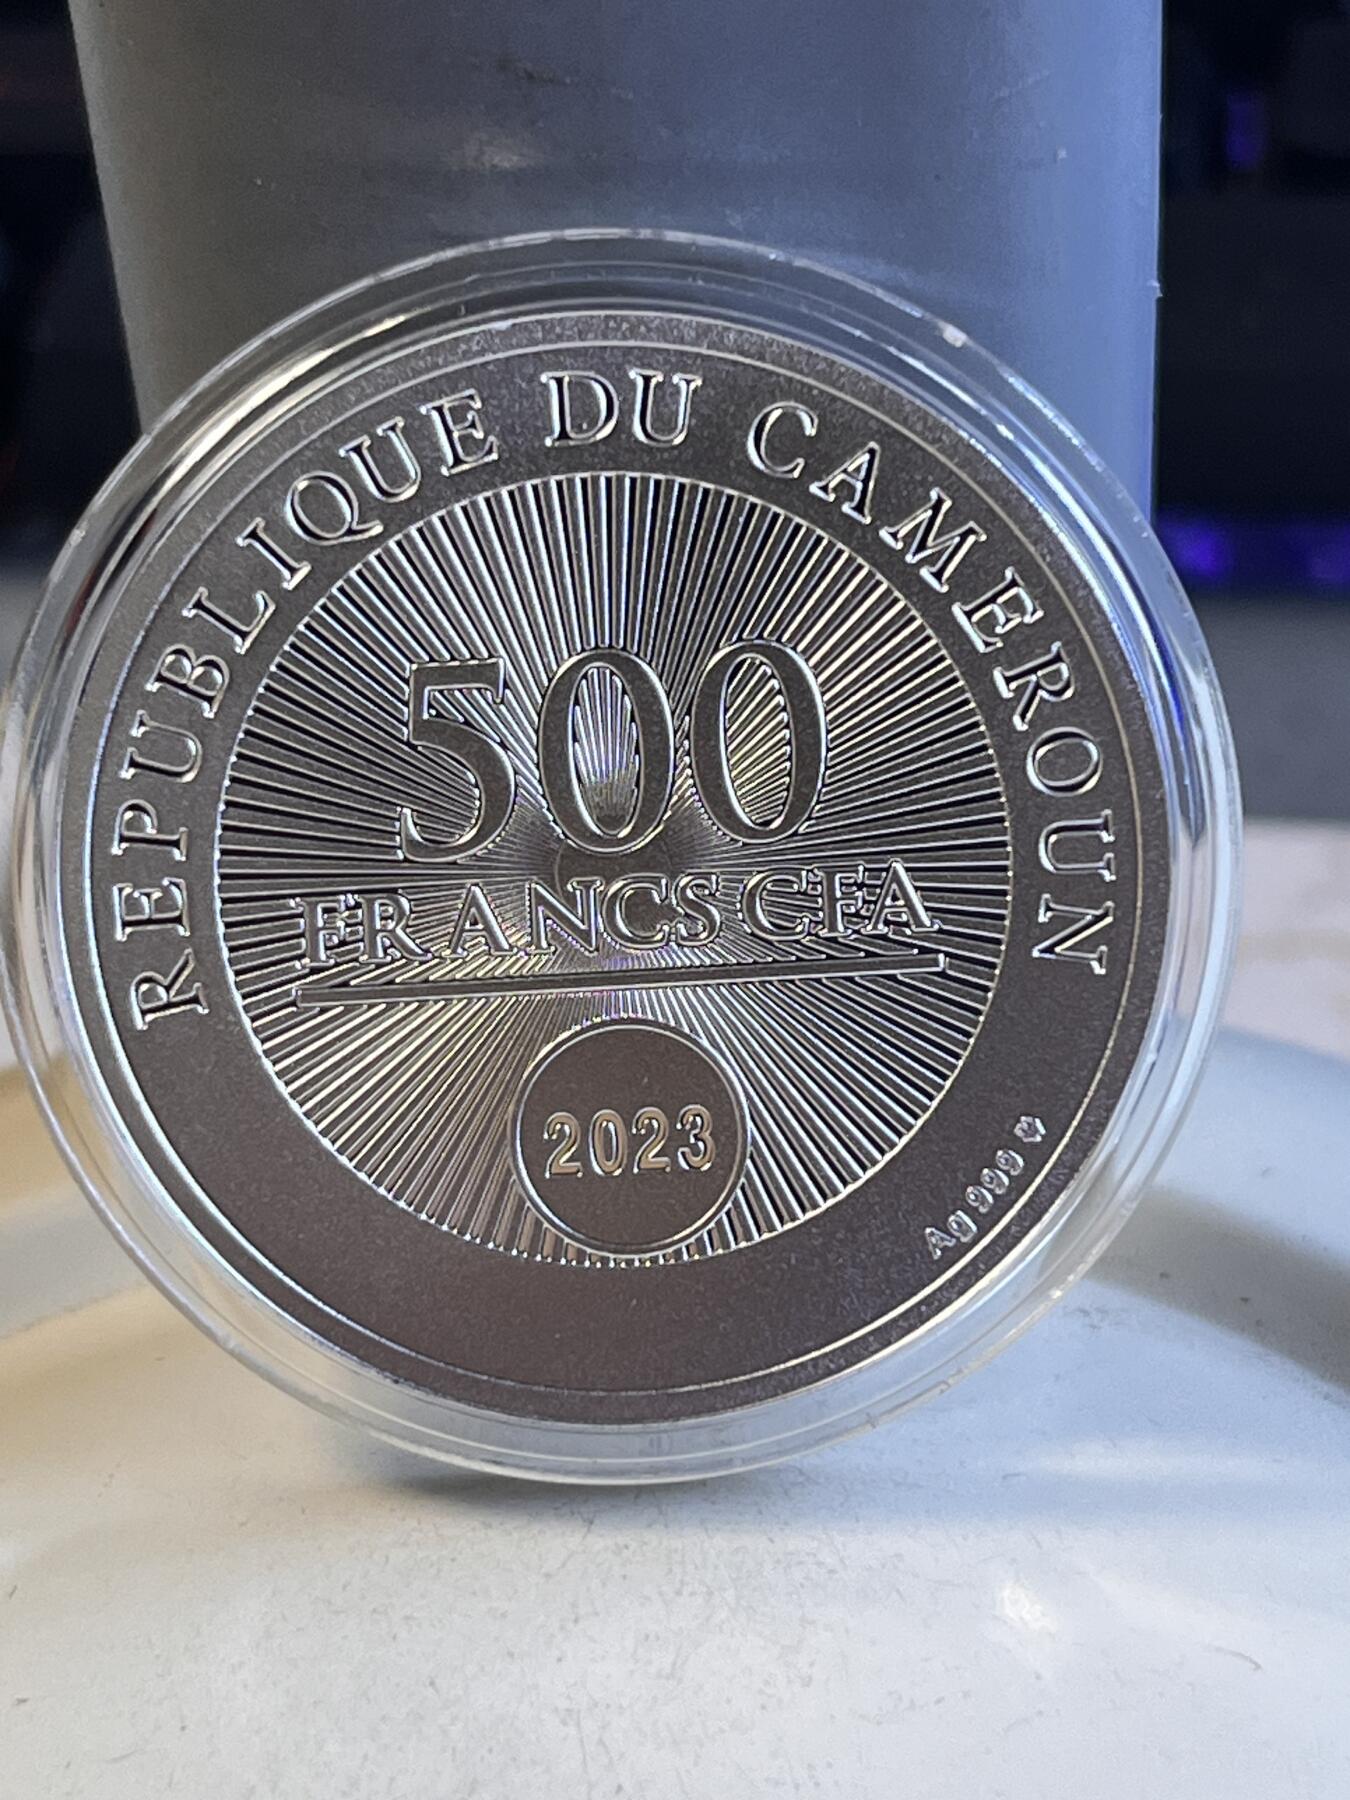 REPUBLIQUE DU CAMEROUN
500
FRANCS CFA
2023
Ag 999